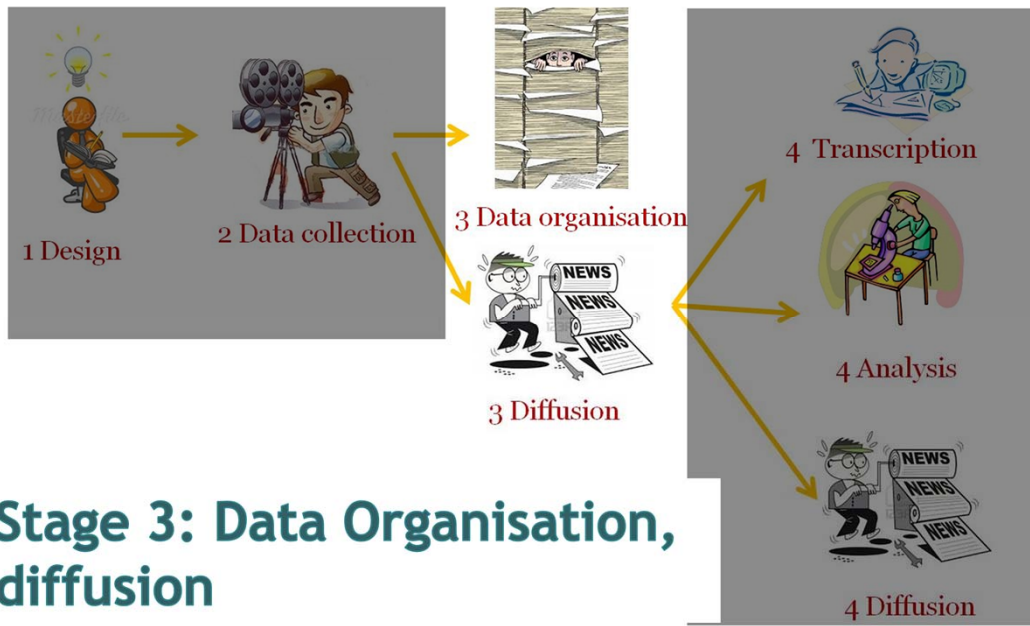 1 Design
2 Data collection
3 Data organisation
NEWS
NEWS
NEWS
3 Diffusion
4 Transcription
4 Analysis
NEWS
NEWS
NEWS
4 Diffusion
Stage 3: Data Organisation,
diffusion